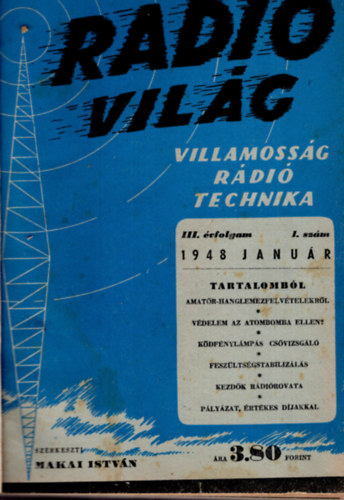 RADIO
VILÁG
VILLAMOSSÁG
RÁDIÓ
TECHNIKA
III. évfolyam 1. szám
1948 JANUÁR
TARTALOMBÓL
AMATŐR-HANGLEMEZFELVÉTELEKRŐL
VÉDELEM AZ ATOMBOMBA ELLEN
KÖDFÉNYLÁMPÁS CSŐVIZSGÁLÓ
FESZÜLTSÉGSTABILIZÁLÁS
KEZDŐK RÁDIÓROVATA
PÁLYÁZAT, ÉRTÉKES DÍJAKKAL
SZERKESZTI
MAKAI ISTVÁN
ÁRA 3.80 FORINT